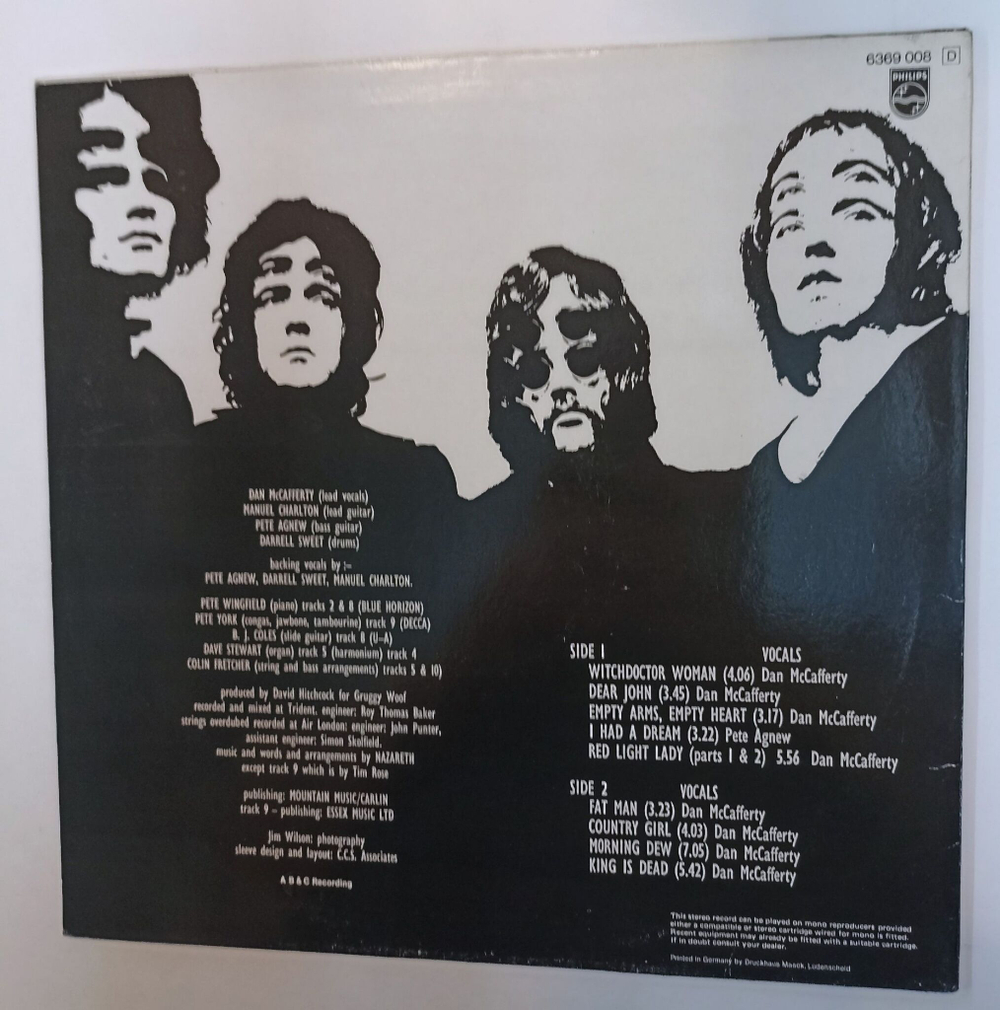 6369 008 D
PHILIPS
DAN McCAFFERTY (lead vocals)
MANUEL CHARLTON (lead guitar)
PETE AGNEW (bass guitar)
DARRELL SWEET (drums)
backing vocals by :=
PETE AGNEW, DARRELL SWEET, MANUEL CHARLTON.
PETE WINGFIELD (piano) tracks 2 & 8 (BLUE HORIZON)
PETE YORK (congas, jawbone, tambourine) track 9 (DECCA)
B. J. COLES (slide guitar) track 8 (U-A)
DAVE STEWART (organ) track 5 (harmonium) track 4
COLIN FRETCHER (string and bass arrangements) tracks 5 & 10)
produced by David Hitchcock for Gruggy Woof
recorded and mixed at Trident, engineer: Roy Thomas Baker
strings overdubed recorded at Air London: engineer: John Punter,
assistant engineer: Simon Skolfield.
music and words and arrangements by NAZARETH
except track 9 which is by Tim Rose
publishing: MOUNTAIN MUSIC/CARLIN
track 9 = publishing: ESSEX MUSIC LTD
Jim Wilson: photography
sleeve design and layout: C.C.S. Associates
A B & C Recording
SIDE 1 VOCALS
WITCHDOCTOR WOMAN (4.06) Dan McCafferty
DEAR JOHN (3.45) Dan McCafferty
EMPTY ARMS, EMPTY HEART (3.17) Dan McCafferty
I HAD A DREAM (3.22) Pete Agnew
RED LIGHT LADY (parts 1 & 2) 5.56 Dan McCafferty
SIDE 2 VOCALS
FAT MAN (3.23) Dan McCafferty
COUNTRY GIRL (4.03) Dan McCafferty
MORNING DEW (7.05) Dan McCafferty
KING IS DEAD (5.42) Dan McCafferty
This stereo record can be played on mono reproducers provided
either a compatible or stereo cartridge wired for mono is fitted.
Recent equipment may already be fitted with a suitable cartridge.
If in doubt consult your dealer.
Printed in Germany by Druckhaus Maack, Lüdenscheid